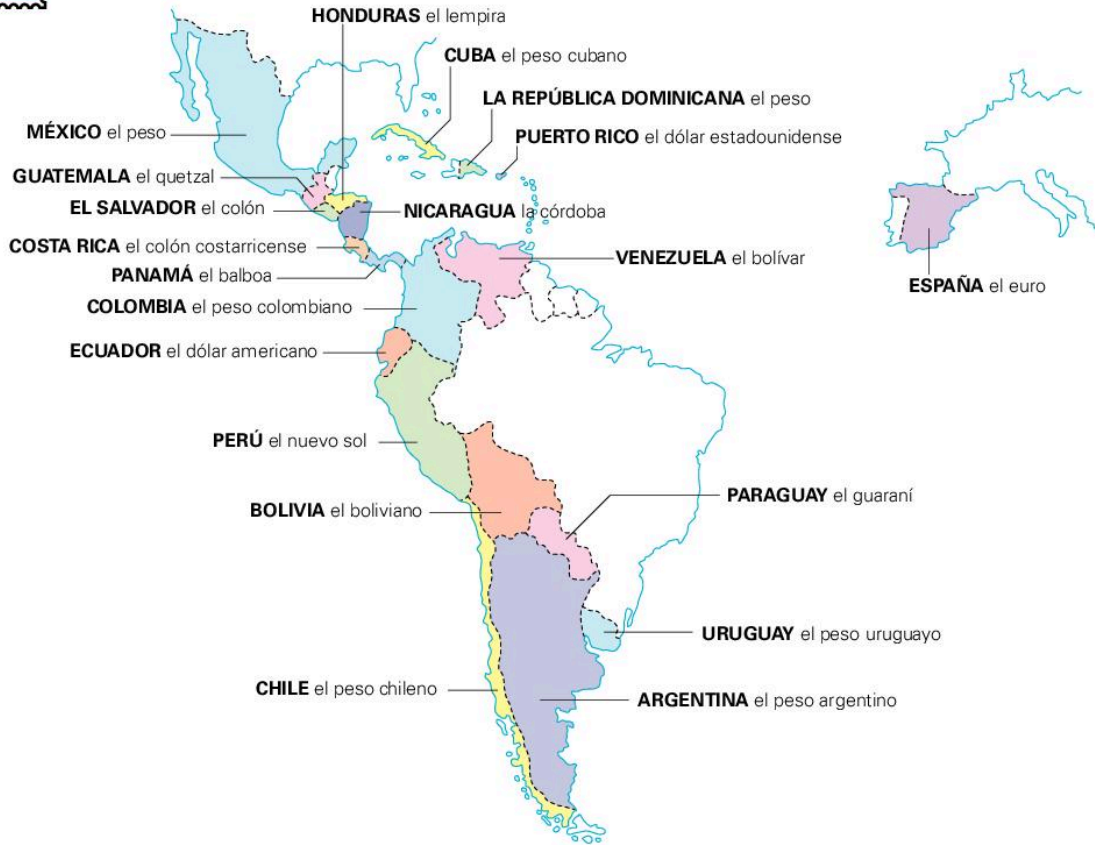 HONDURAS el lempira
CUBA el peso cubano
LA REPÚBLICA DOMINICANA el peso
MÉXICO el peso
PUERTO RICO el dólar estadounidense
GUATEMALA el quetzal
EL SALVADOR el colón
NICARAGUA la córdoba
COSTA RICA el colón costarricense
VENEZUELA el bolívar
PANAMÁ el balboa
ESPAÑA el euro
COLOMBIA el peso colombiano
ECUADOR el dólar americano
PERÚ el nuevo sol
PARAGUAY el guaraní
BOLIVIA el boliviano
URUGUAY el peso uruguayo
CHILE el peso chileno
ARGENTINA el peso argentino